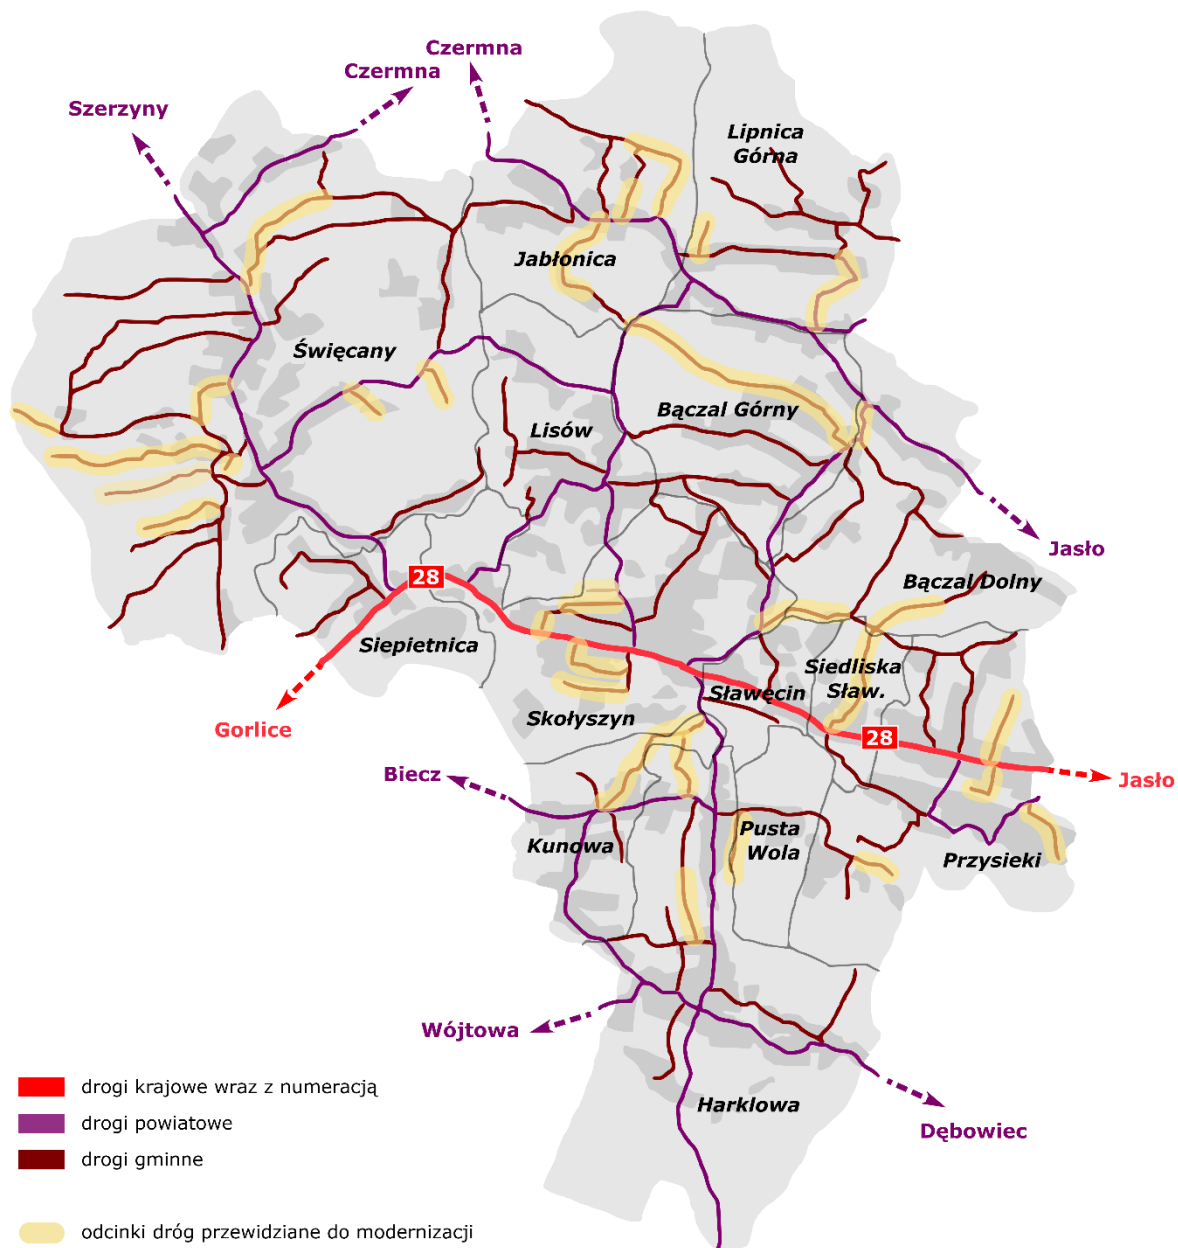 Czermna
Czermna
Szerzyny
Lipnica
Górna
Jabłonica
Święcany
Bączal Górny
Lisów
Jasło
28
Bączal Dolny
Siepietnica
Siedliska
Sław.
Sławęcin
Skołyszyn
Gorlice
28
Biecz
Jasło
Pusta
Wola
Kunowa
Przysieki
Wójtowa
Harklowa
Dębowiec
drogi krajowe wraz z numeracją
drogi powiatowe
drogi gminne
odcinki dróg przewidziane do modernizacji